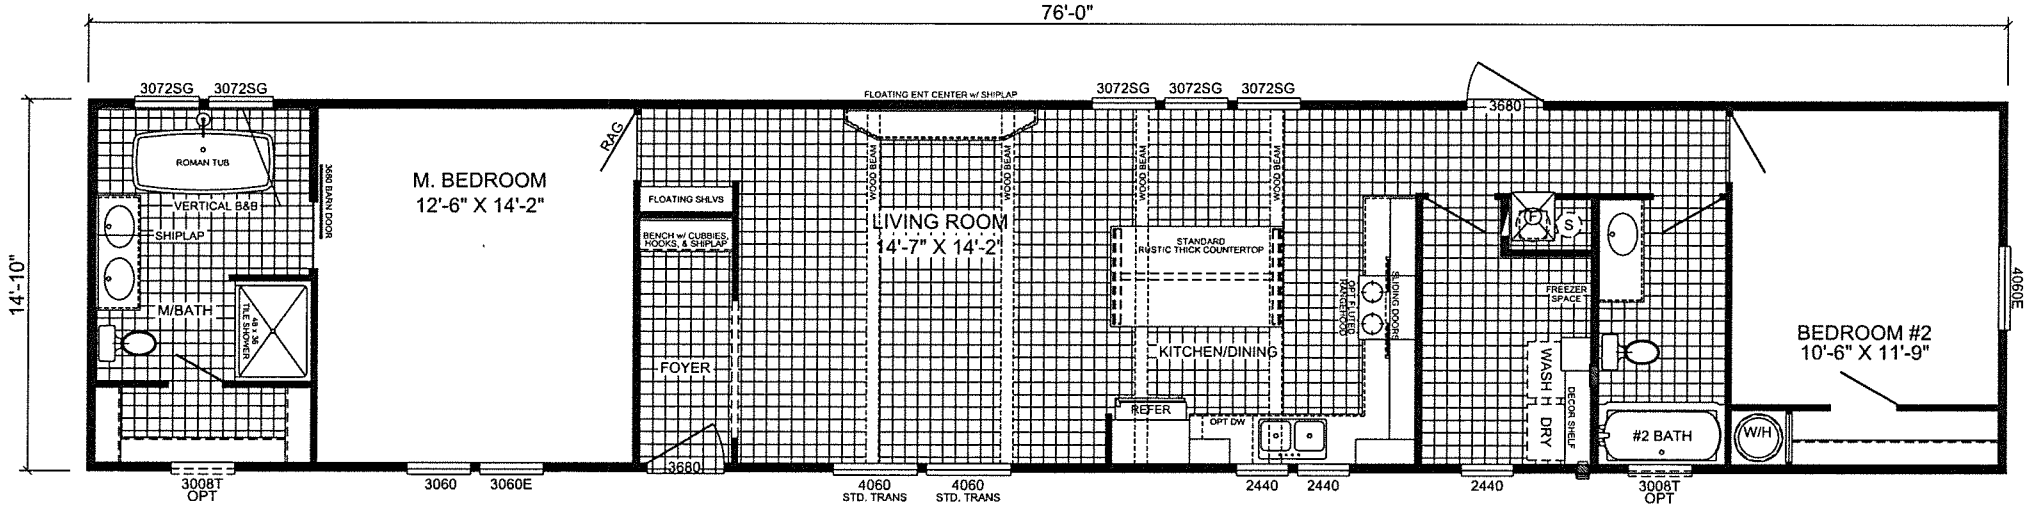 76'-0"
14'-10"
3072SG
3072SG
FLOATING ENT CENTER w/ SHIPLAP
3072SG
3072SG
3072SG
3680
ROMAN TUB
VERTICAL B&B
SHIPLAP
3680 BARN DOOR
M/BATH
48 x 36
TILE SHOWER
M. BEDROOM
12'-6" X 14'-2"
RAG
FLOATING SHLVS
BENCH w/ CUBBIES,
HOOKS, & SHIPLAP
FOYER
3680
WOOD BEAM
WOOD BEAM
WOOD BEAM
WOOD BEAM
LIVING ROOM
14'-7" X 14'-2"
STANDARD
RUSTIC THICK COUNTERTOP
KITCHEN/DINING
REFER
OPT DW
OPT FLUTED
RANGEHOOD
SLIDING DOORS
F
S
FREEZER
SPACE
WASH
DRY
DECOR SHELF
#2 BATH
W/H
BEDROOM #2
10'-6" X 11'-9"
4060E
3008T
OPT
3060
3060E
4060
STD. TRANS
4060
STD. TRANS
2440
2440
2440
3008T
OPT